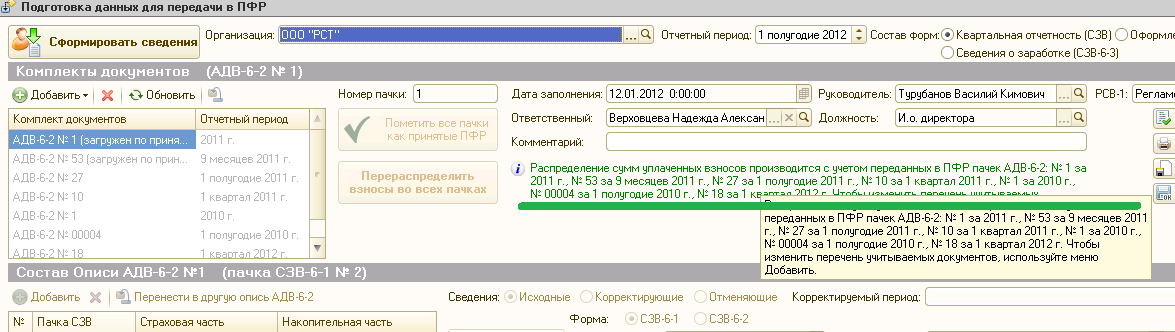 Подготовка данных для передачи в ПФР
Сформировать сведения
Организация: ООО "РСТ" ...
Отчетный период: 1 полугодие 2012
Состав форм: Квартальная отчетность (СЗВ) Оформле
Сведения о заработке (СЗВ-6-3)
Комплекты документов (АДВ-6-2 № 1)
Добавить Обновить
Комплект документов Отчетный период
АДВ-6-2 № 1 (загружен по приня... 2011 г.
АДВ-6-2 № 53 (загружен по прин... 9 месяцев 2011 г.
АДВ-6-2 № 27 1 полугодие 2011 г.
АДВ-6-2 № 10 1 квартал 2011 г.
АДВ-6-2 № 1 2010 г.
АДВ-6-2 № 00004 1 полугодие 2010 г.
АДВ-6-2 № 18 1 квартал 2012 г.
Номер пачки: 1
Пометить все пачки
как принятые ПФР
Перераспределить
взносы во всех пачках
Дата заполнения: 12.01.2012 0:00:00
Руководитель: Турубанов Василий Кимович ...
РСВ-1: Регламе
Ответственный: Верховцева Надежда Алексан ...
Должность: И.о. директора ...
Комментарий:
Распределение сумм уплаченных взносов производится с учетом переданных в ПФР пачек АДВ-6-2: № 1 за
2011 г., № 53 за 9 месяцев 2011 г., № 27 за 1 полугодие 2011 г., № 10 за 1 квартал 2011 г., № 1 за 2010 г.,
№ 00004 за 1 полугодие 2010 г., № 18 за 1 квартал 2012 г. Чтобы изменить перечень учитываемых
переданных в ПФР пачек АДВ-6-2: № 1 за 2011 г., № 53 за 9 месяцев 2011
г., № 27 за 1 полугодие 2011 г., № 10 за 1 квартал 2011 г., № 1 за 2010 г.,
№ 00004 за 1 полугодие 2010 г., № 18 за 1 квартал 2012 г. Чтобы
изменить перечень учитываемых документов, используйте меню
Добавить.
Состав Описи АДВ-6-2 №1 (пачка СЗВ-6-1 № 2)
Добавить Перенести в другую опись АДВ-6-2
№ Пачка СЗВ Страховая часть Накопительная часть
Сведения: Исходные Корректирующие Отменяющие
Корректируемый период:
Форма: СЗВ-6-1 СЗВ-6-2